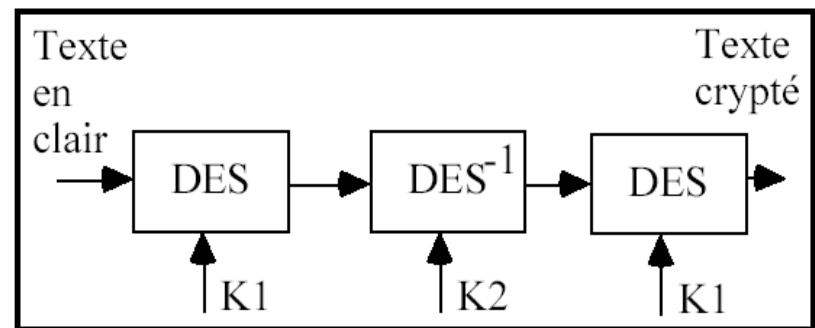 Texte
en
clair
Texte
crypté
DES
DES-1
DES
K1
K2
K1